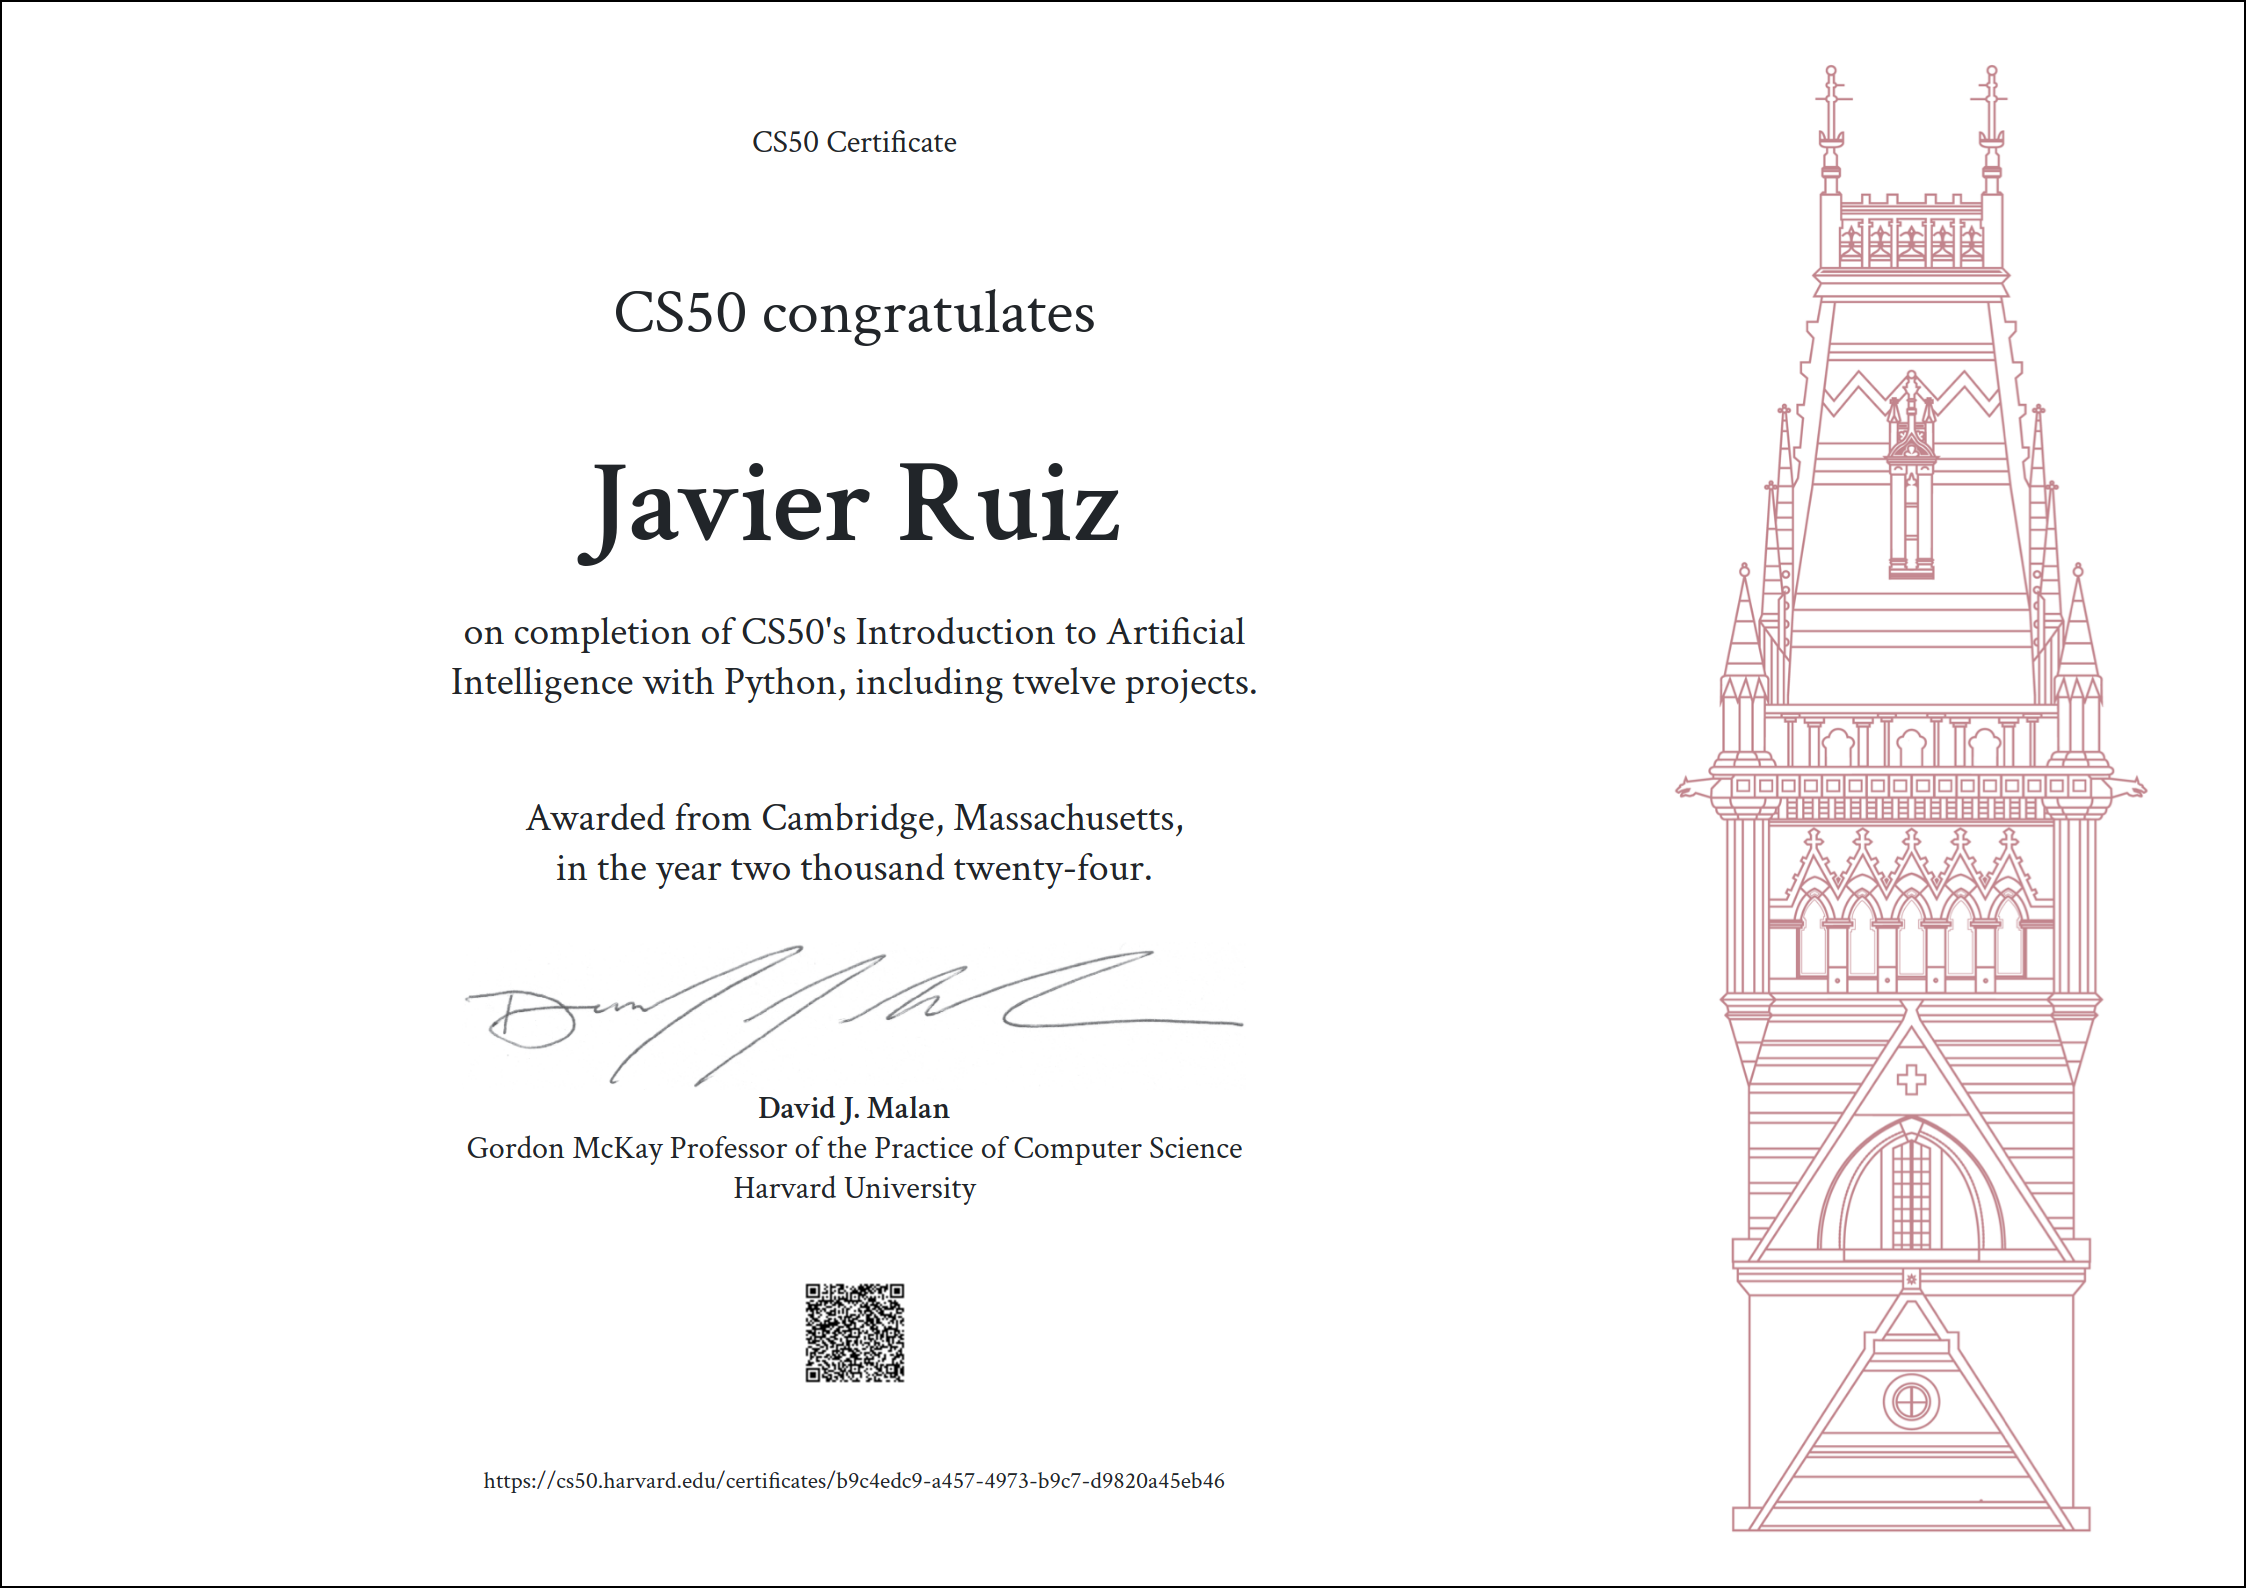 CS50 Certificate
CS50 congratulates
Javier Ruiz
on completion of CS50's Introduction to Artificial
Intelligence with Python, including twelve projects.
Awarded from Cambridge, Massachusetts,
in the year two thousand twenty-four.
David J. Malan
Gordon McKay Professor of the Practice of Computer Science
Harvard University
https://cs50.harvard.edu/certificates/b9c4edc9-a457-4973-b9c7-d9820a45eb46